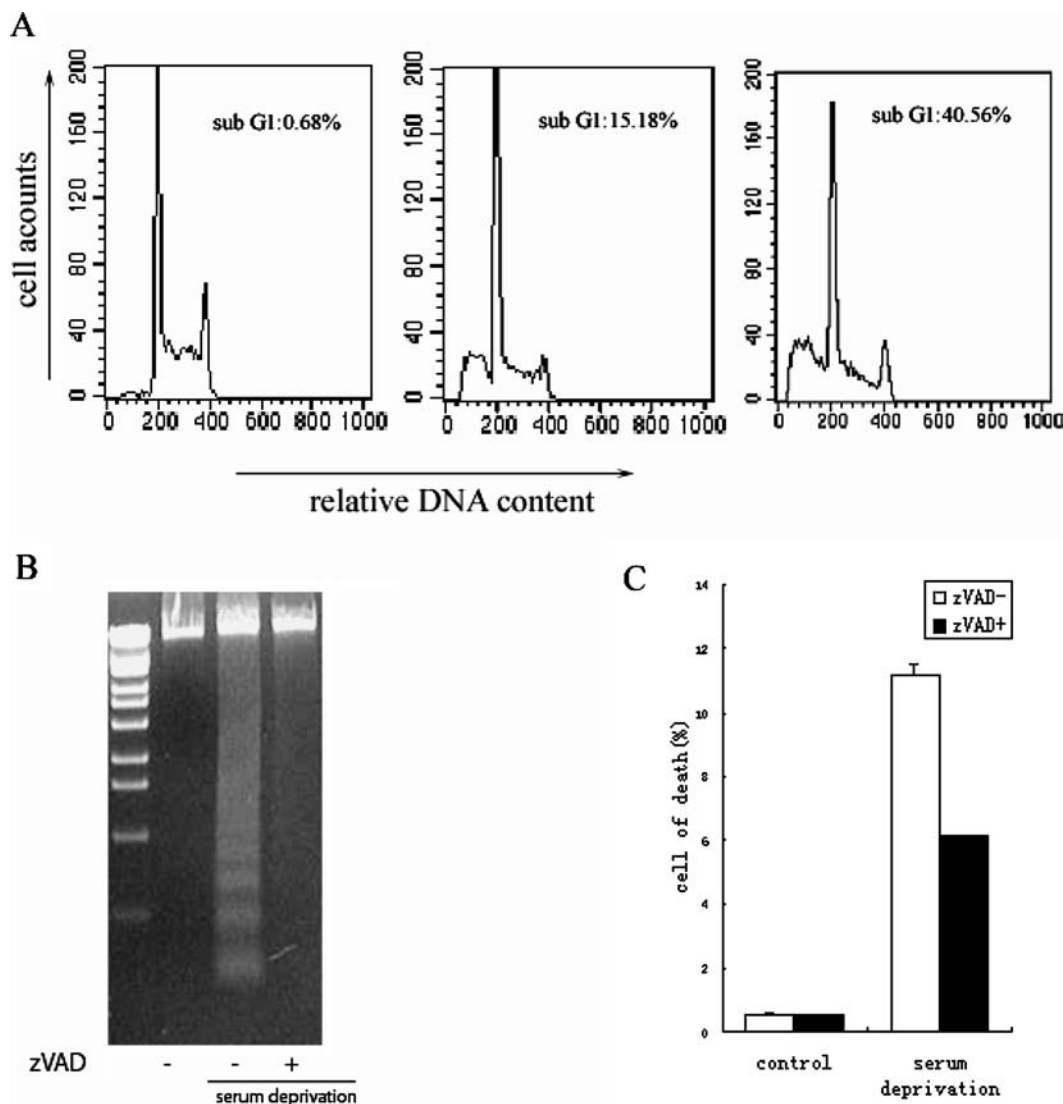 A
cell acounts
0 40 80 120 160 200
sub G1:0.68%
0 200 400 600 800 1000
0 40 80 120 160 200
sub G1:15.18%
0 200 400 600 800 1000
0 40 80 120 160 200
sub G1:40.56%
0 200 400 600 800 1000
relative DNA content
B
zVAD - - +
serum deprivation
C
cell of death(%)
14
12
10
8
6
4
2
0
zVAD-
zVAD+
control serum
deprivation